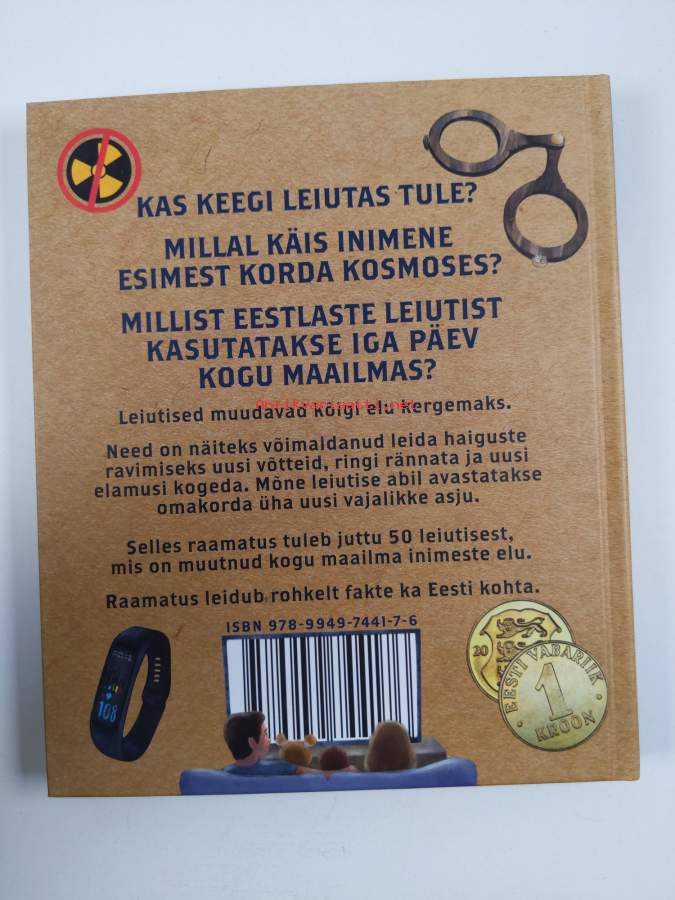 KAS KEEGI LEIUTAS TULE?
MILLAL KÄIS INIMENE
ESIMEST KORDA KOSMOSES?
MILLIST EESTLASTE LEIUTIST
KASUTATAKSE IGA PÄEV
KOGU MAAILMAS?
Leiutised muudavad kõigi elu kergemaks.
Need on näiteks võimaldanud leida haiguste
ravimiseks uusi võtteid, ringi rännata ja uusi
elamusi kogeda. Mõne leiutise abil avastatakse
omakorda üha uusi vajalikke asju.
Selles raamatus tuleb juttu 50 leiutisest,
mis on muutnud kogu maailma inimeste elu.
Raamatus leidub rohkelt fakte ka Eesti kohta.
ISBN 978-9949-7441-7-6
108
20
EESTI VABARIIK
1
KROON